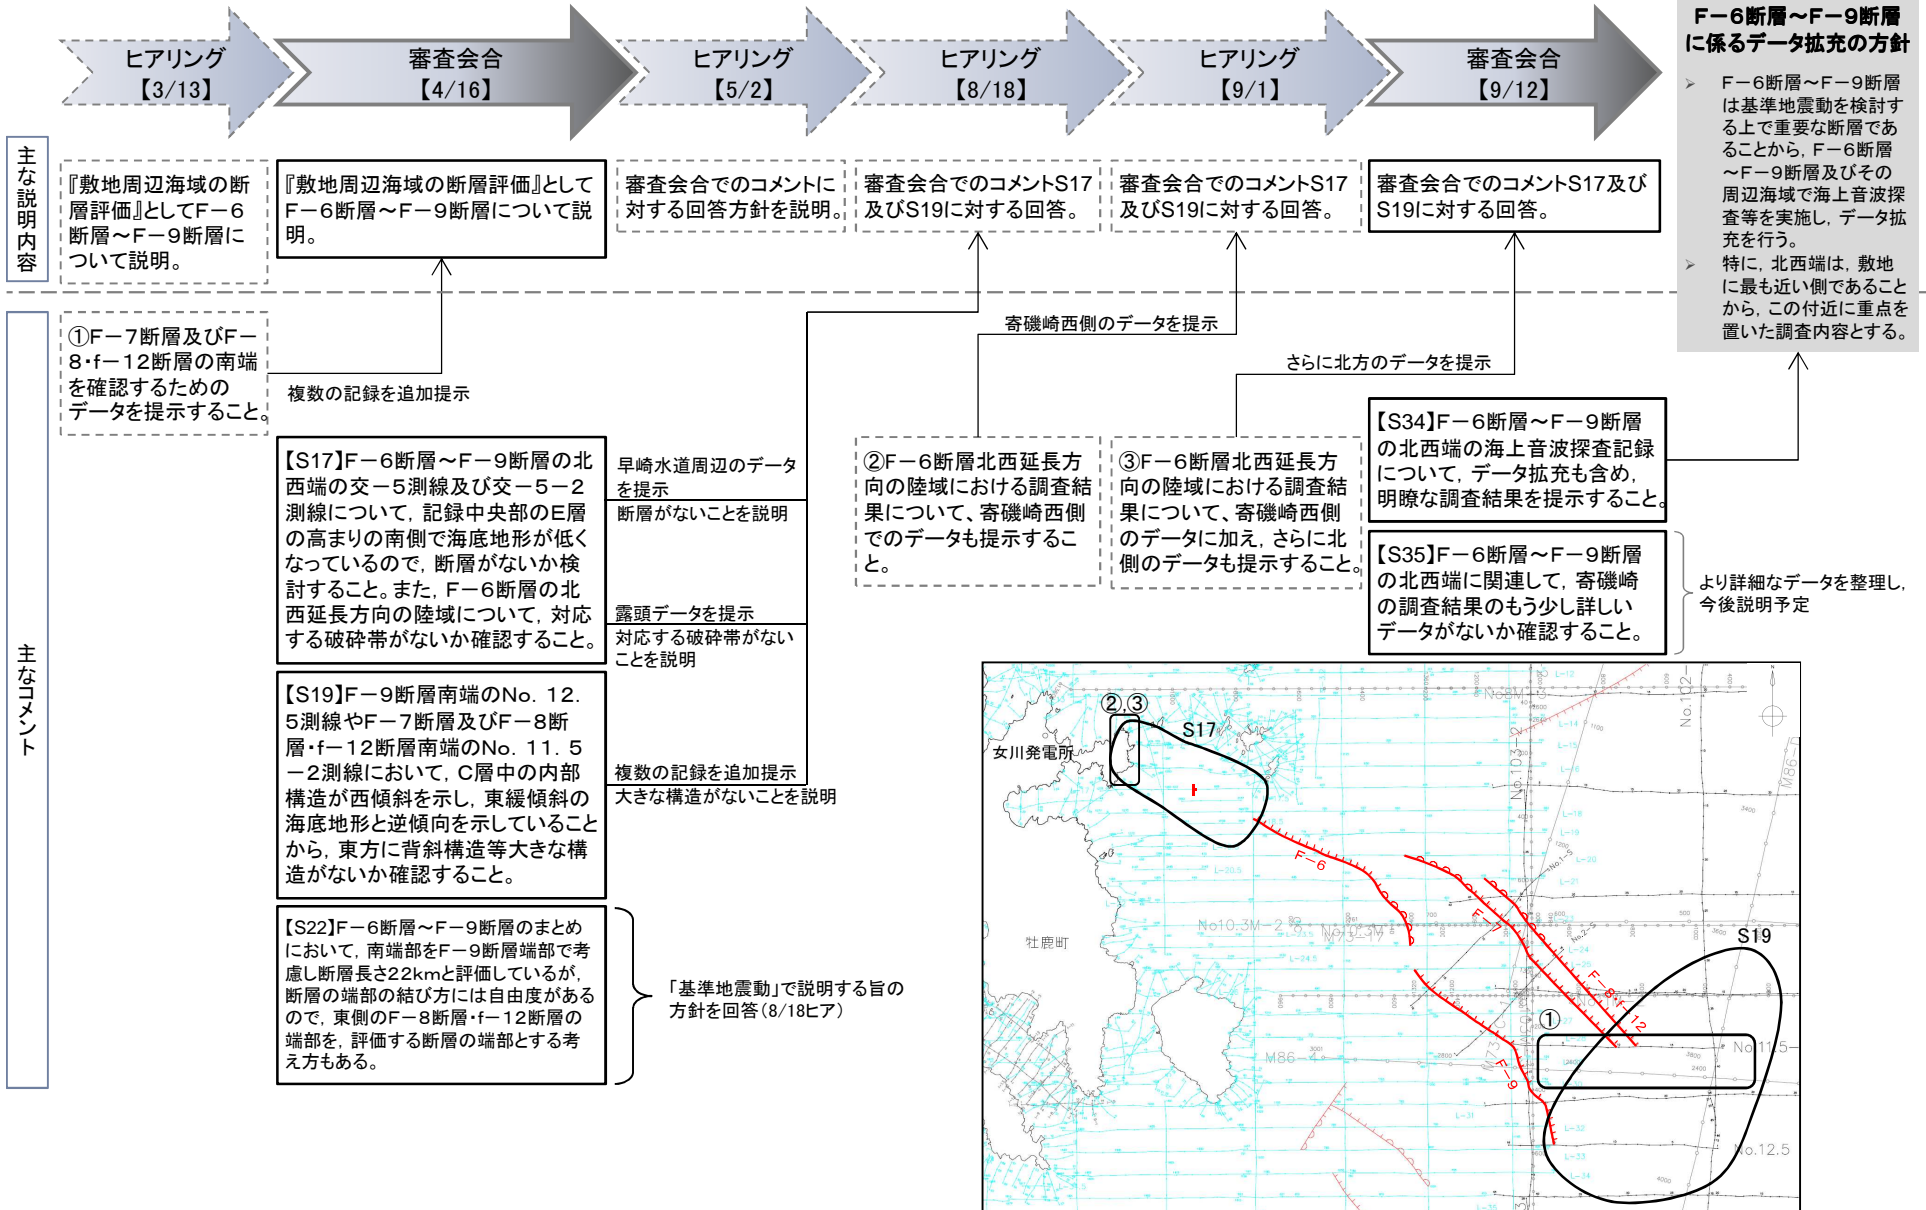 ヒアリング
【3/13】
審査会合
【4/16】
ヒアリング
【5/2】
ヒアリング
【8/18】
ヒアリング
【9/1】
審査会合
【9/12】
F−6断層～F−9断層
に係るデータ拡充の方針
➢ F−6断層～F−9断層
は基準地震動を検討す
る上で重要な断層であ
ることから, F−6断層
～F−9断層及びその
周辺海域で海上音波探
査等を実施し, データ拡
充を行う。
➢ 特に, 北西端は, 敷地
に最も近い側であること
から, この付近に重点を
置いた調査内容とする。
主な説明内容
『敷地周辺海域の断
層評価』としてF−6
断層～F−9断層に
ついて説明。
『敷地周辺海域の断層評価』として
F−6断層～F−9断層について説
明。
審査会合でのコメントに
対する回答方針を説明。
審査会合でのコメントS17
及びS19に対する回答。
審査会合でのコメントS17
及びS19に対する回答。
審査会合でのコメントS17及び
S19に対する回答。
主なコメント
①F−7断層及びF−
8・f−12断層の南端
を確認するための
データを提示すること。
複数の記録を追加提示
【S17】F−6断層～F−9断層の北
西端の交−5測線及び交−5−2
測線について, 記録中央部のE層
の高まりの南側で海底地形が低く
なっているので, 断層がないか検
討すること。また, F−6断層の北
西延長方向の陸域について, 対応
する破砕帯がないか確認すること。
早崎水道周辺のデータ
を提示
断層がないことを説明
露頭データを提示
対応する破砕帯がない
ことを説明
【S19】F−9断層南端のNo. 12.
5測線やF−7断層及びF−8断
層・f−12断層南端のNo. 11. 5
−2測線において, C層中の内部
構造が西傾斜を示し, 東緩傾斜の
海底地形と逆傾向を示していること
から, 東方に背斜構造等大きな構
造がないか確認すること。
複数の記録を追加提示
大きな構造がないことを説明
【S22】F−6断層～F−9断層のまとめ
において, 南端部をF−9断層端部で考
慮し断層長さ22kmと評価しているが,
断層の端部の結び方には自由度がある
ので, 東側のF−8断層・f−12断層の
端部を, 評価する断層の端部とする考
え方もある。
「基準地震動」で説明する旨の
方針を回答(8/18ヒア)
寄磯崎西側のデータを提示
②F−6断層北西延長方
向の陸域における調査結
果について、寄磯崎西側
でのデータも提示するこ
と。
さらに北方のデータを提示
③F−6断層北西延長方
向の陸域における調査結
果について、寄磯崎西側
のデータに加え, さらに北
側のデータも提示すること。
【S34】F−6断層～F−9断層
の北西端の海上音波探査記録
について, データ拡充も含め,
明瞭な調査結果を提示すること。
【S35】F−6断層～F−9断層
の北西端に関連して, 寄磯崎
の調査結果のもう少し詳しい
データがないか確認すること。
より詳細なデータを整理し,
今後説明予定
②,③
S17
女川発電所
牡鹿町
F−6
F−7
F−8・f−12
F−9
S19
①
No.102-
No.103-2
No10.3M-2
No10.3M
M73-17
M86-4
No.11.5-
No.12.5
No.1-S
No.2-S
L-12
L-14
L-15
L-18
L-19
L-20
L-21
L-24
L-25
L-31
L-32
L-33
L-34
L-20.5
L-24.5